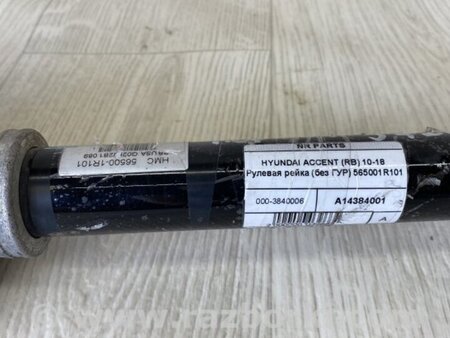 NR PARTS
HYUNDAI ACCENT (RB) 10-18
Рулевая рейка (без ГУР) 565001R101
000-3840006
A14384001
A
HMC 56500-1R101